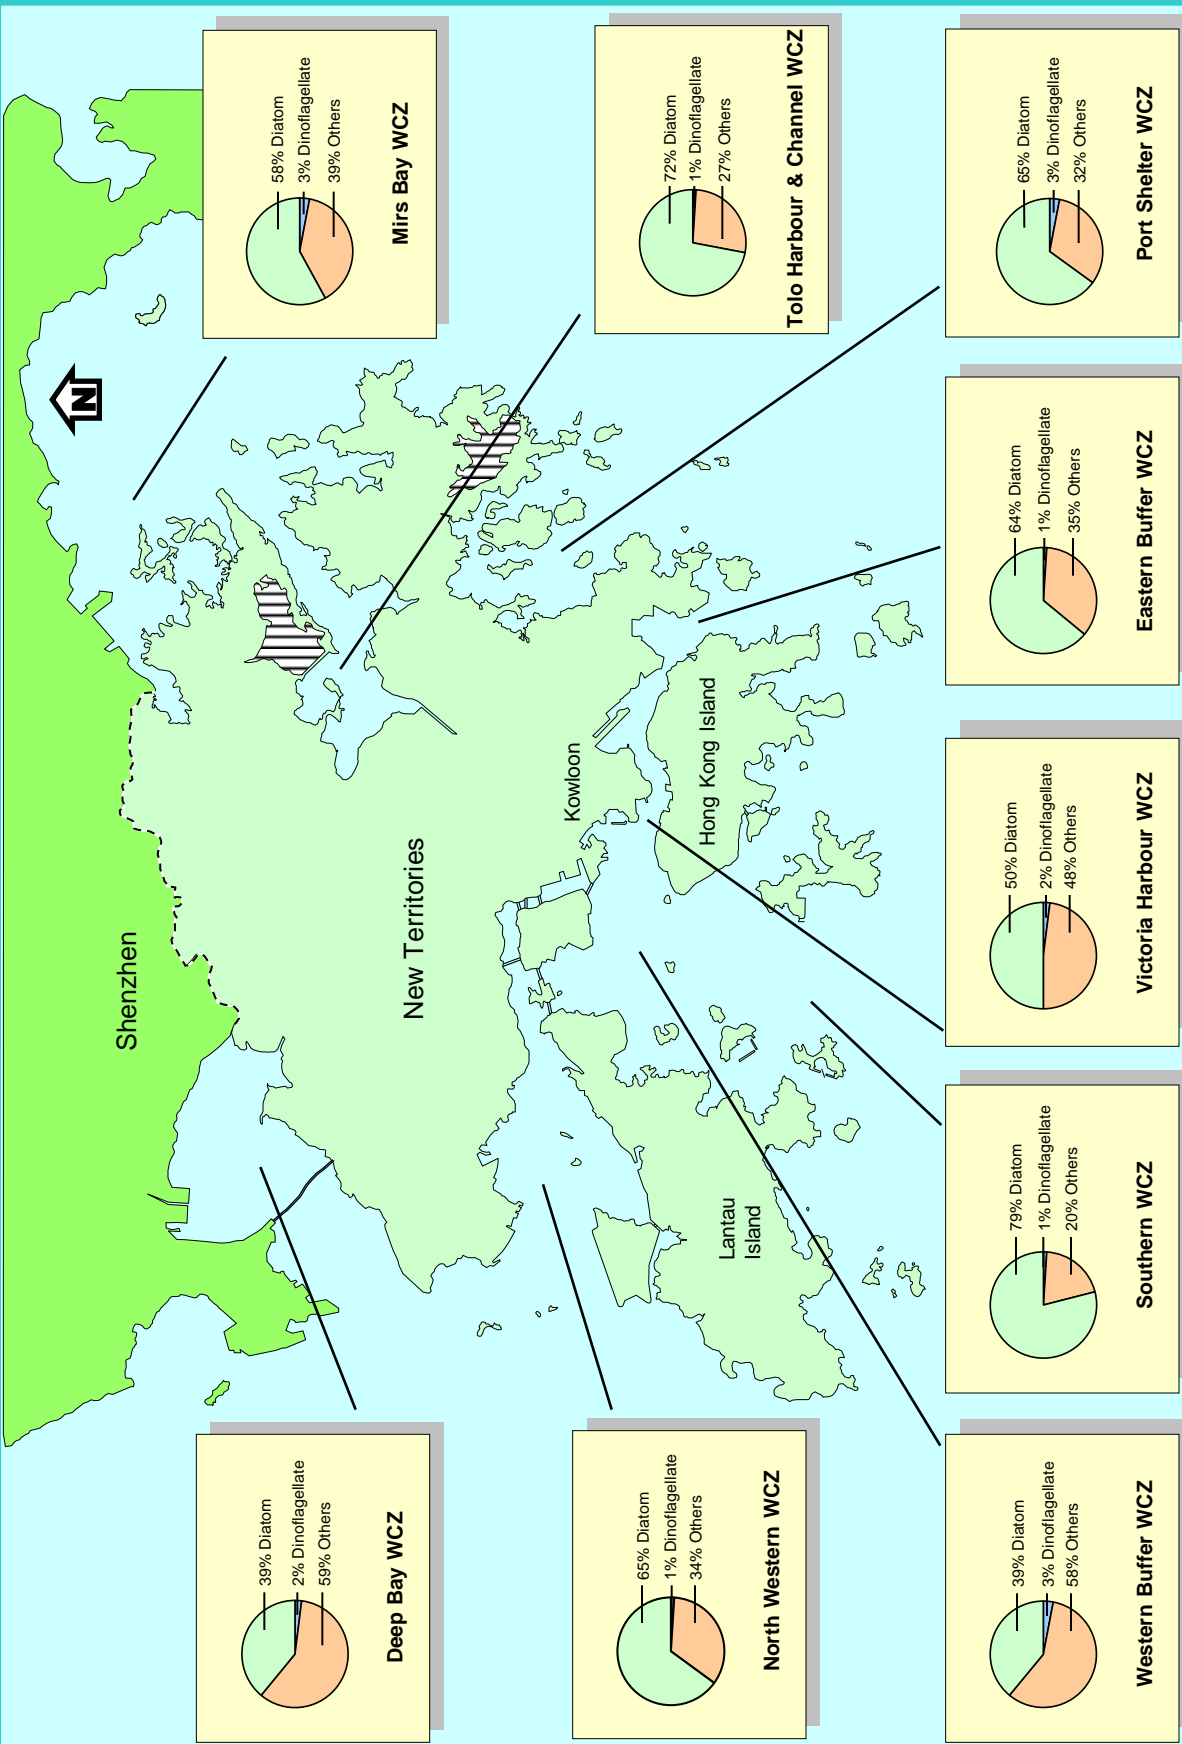 Shenzhen
New Territories
Kowloon
Hong Kong Island
Lantau
Island
N
58% Diatom
3% Dinoflagellate
39% Others
Mirs Bay WCZ
72% Diatom
1% Dinoflagellate
27% Others
Tolo Harbour & Channel WCZ
65% Diatom
3% Dinoflagellate
32% Others
Port Shelter WCZ
64% Diatom
1% Dinoflagellate
35% Others
Eastern Buffer WCZ
50% Diatom
2% Dinoflagellate
48% Others
Victoria Harbour WCZ
79% Diatom
1% Dinoflagellate
20% Others
Southern WCZ
39% Diatom
3% Dinoflagellate
58% Others
Western Buffer WCZ
65% Diatom
1% Dinoflagellate
34% Others
North Western WCZ
39% Diatom
2% Dinoflagellate
59% Others
Deep Bay WCZ